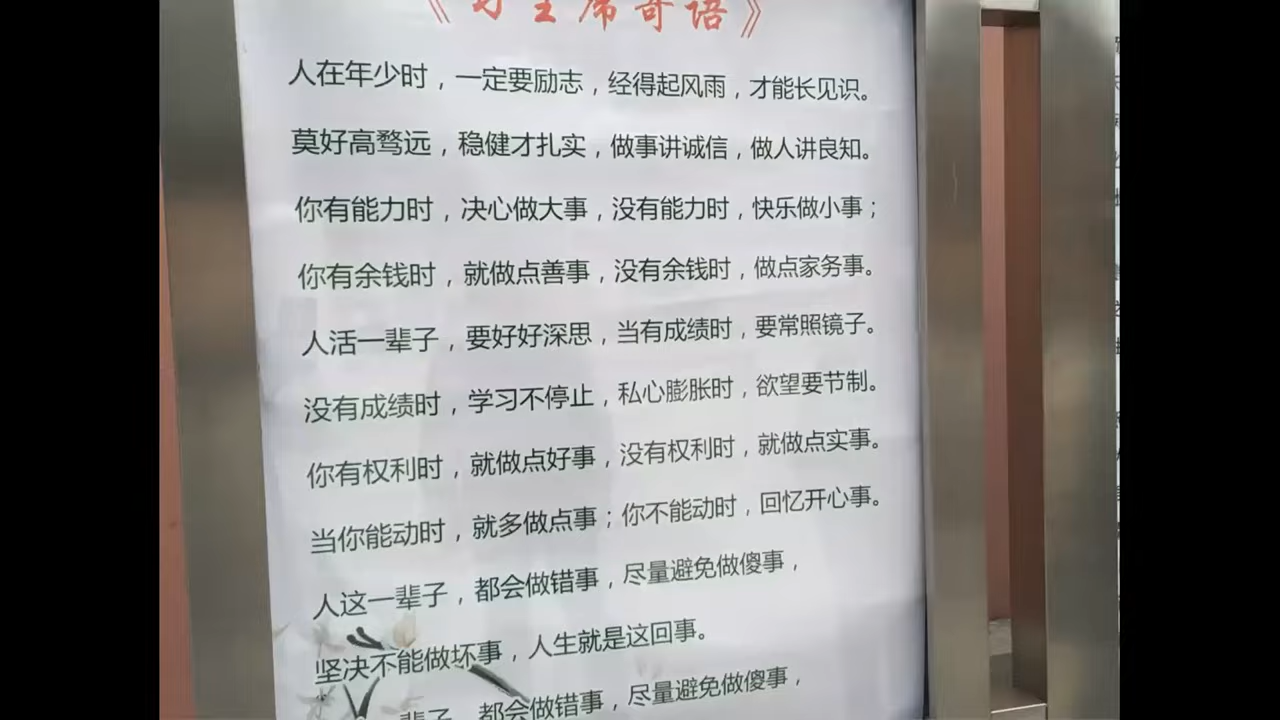 《习主席寄语》
人在年少时，一定要励志，经得起风雨，才能长见识。
莫好高骛远，稳健才扎实，做事讲诚信，做人讲良知。
你有能力时，决心做大事，没有能力时，快乐做小事；
你有余钱时，就做点善事，没有余钱时，做点家务事。
人活一辈子，要好好深思，当有成绩时，要常照镜子。
没有成绩时，学习不停止，私心膨胀时，欲望要节制。
你有权利时，就做点好事，没有权利时，就做点实事。
当你能动时，就多做点事；你不能动时，回忆开心事。
人这一辈子，都会做错事，尽量避免做傻事，
坚决不能做坏事，人生就是这回事。
辈子，都会做错事，尽量避免做傻事，